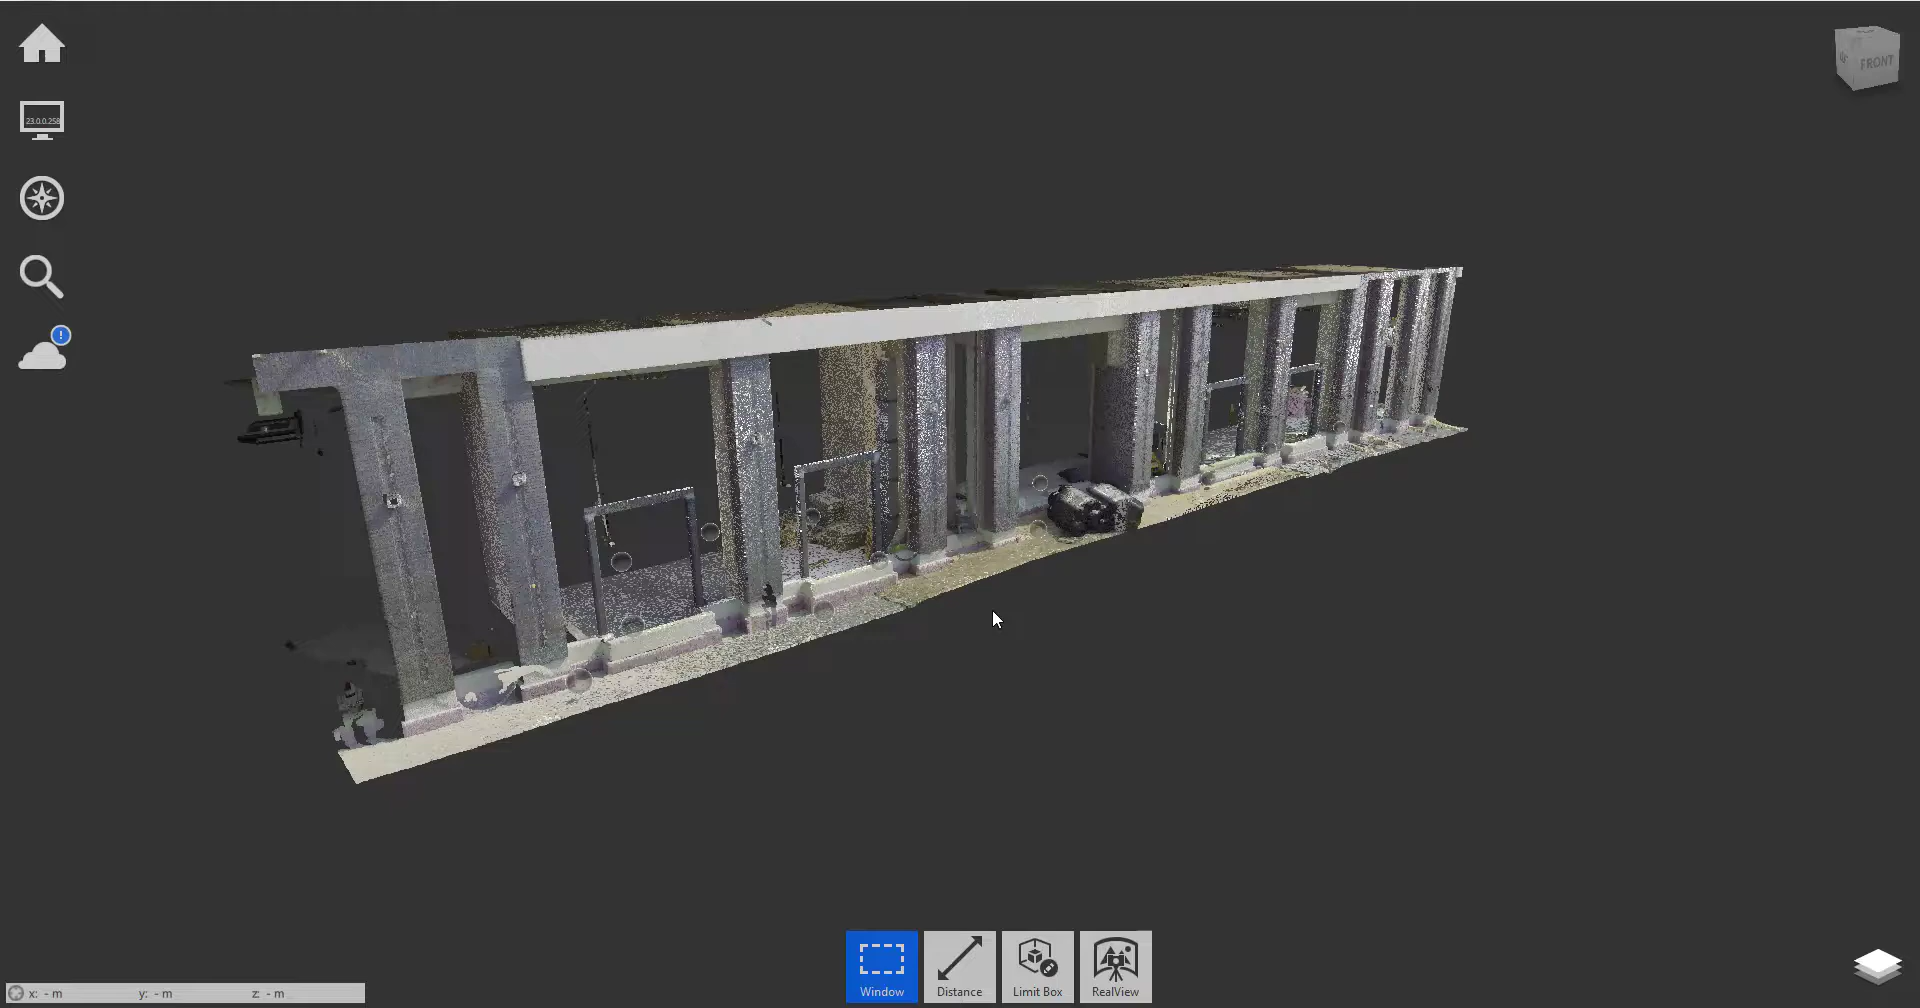 FRONT
23.0.0.258
!
Window
Distance
Limit Box
RealView
x: - m y: - m z: - m